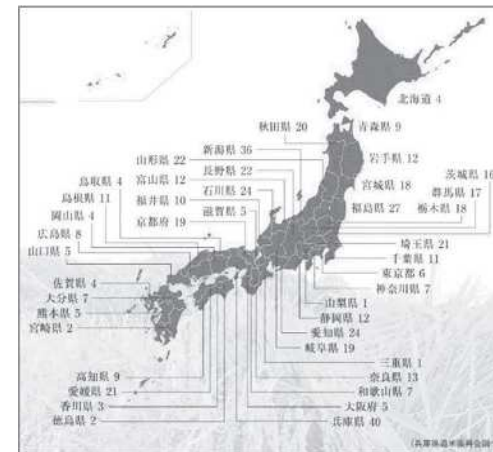 北海道 4
秋田県 20
青森県 9
新潟県 36
山形県 22
岩手県 12
長野県 22
茨城県 16
鳥取県 4
富山県 12
宮城県 18
群馬県 17
島根県 11
石川県 24
岡山県 4
福井県 10
滋賀県 5
福島県 27
栃木県 18
広島県 8
京都府 19
山口県 5
埼玉県 21
千葉県 11
東京都 6
佐賀県 4
神奈川県 7
大分県 7
山梨県 1
熊本県 5
静岡県 12
宮崎県 2
愛知県 24
岐阜県 19
三重県 1
高知県 9
奈良県 13
愛媛県 21
和歌山県 7
香川県 3
大阪府 5
徳島県 2
兵庫県 40